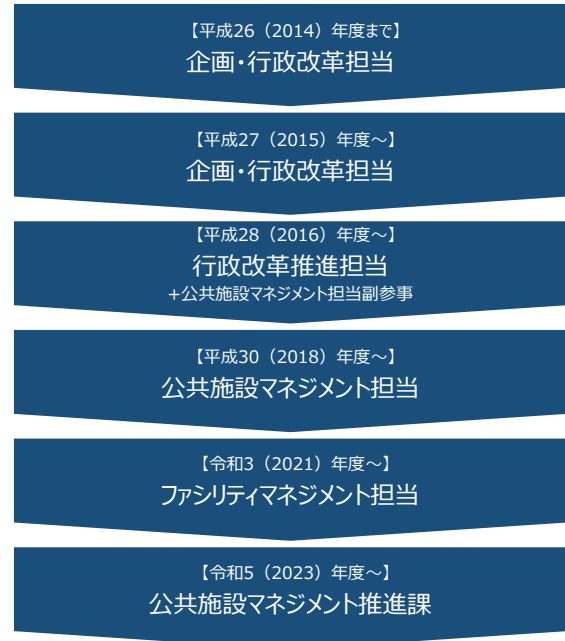 【平成26（2014）年度まで】
企画・行政改革担当
【平成27（2015）年度～】
企画・行政改革担当
【平成28（2016）年度～】
行政改革推進担当
+公共施設マネジメント担当副参事
【平成30（2018）年度～】
公共施設マネジメント担当
【令和3（2021）年度～】
ファシリティマネジメント担当
【令和5（2023）年度～】
公共施設マネジメント推進課